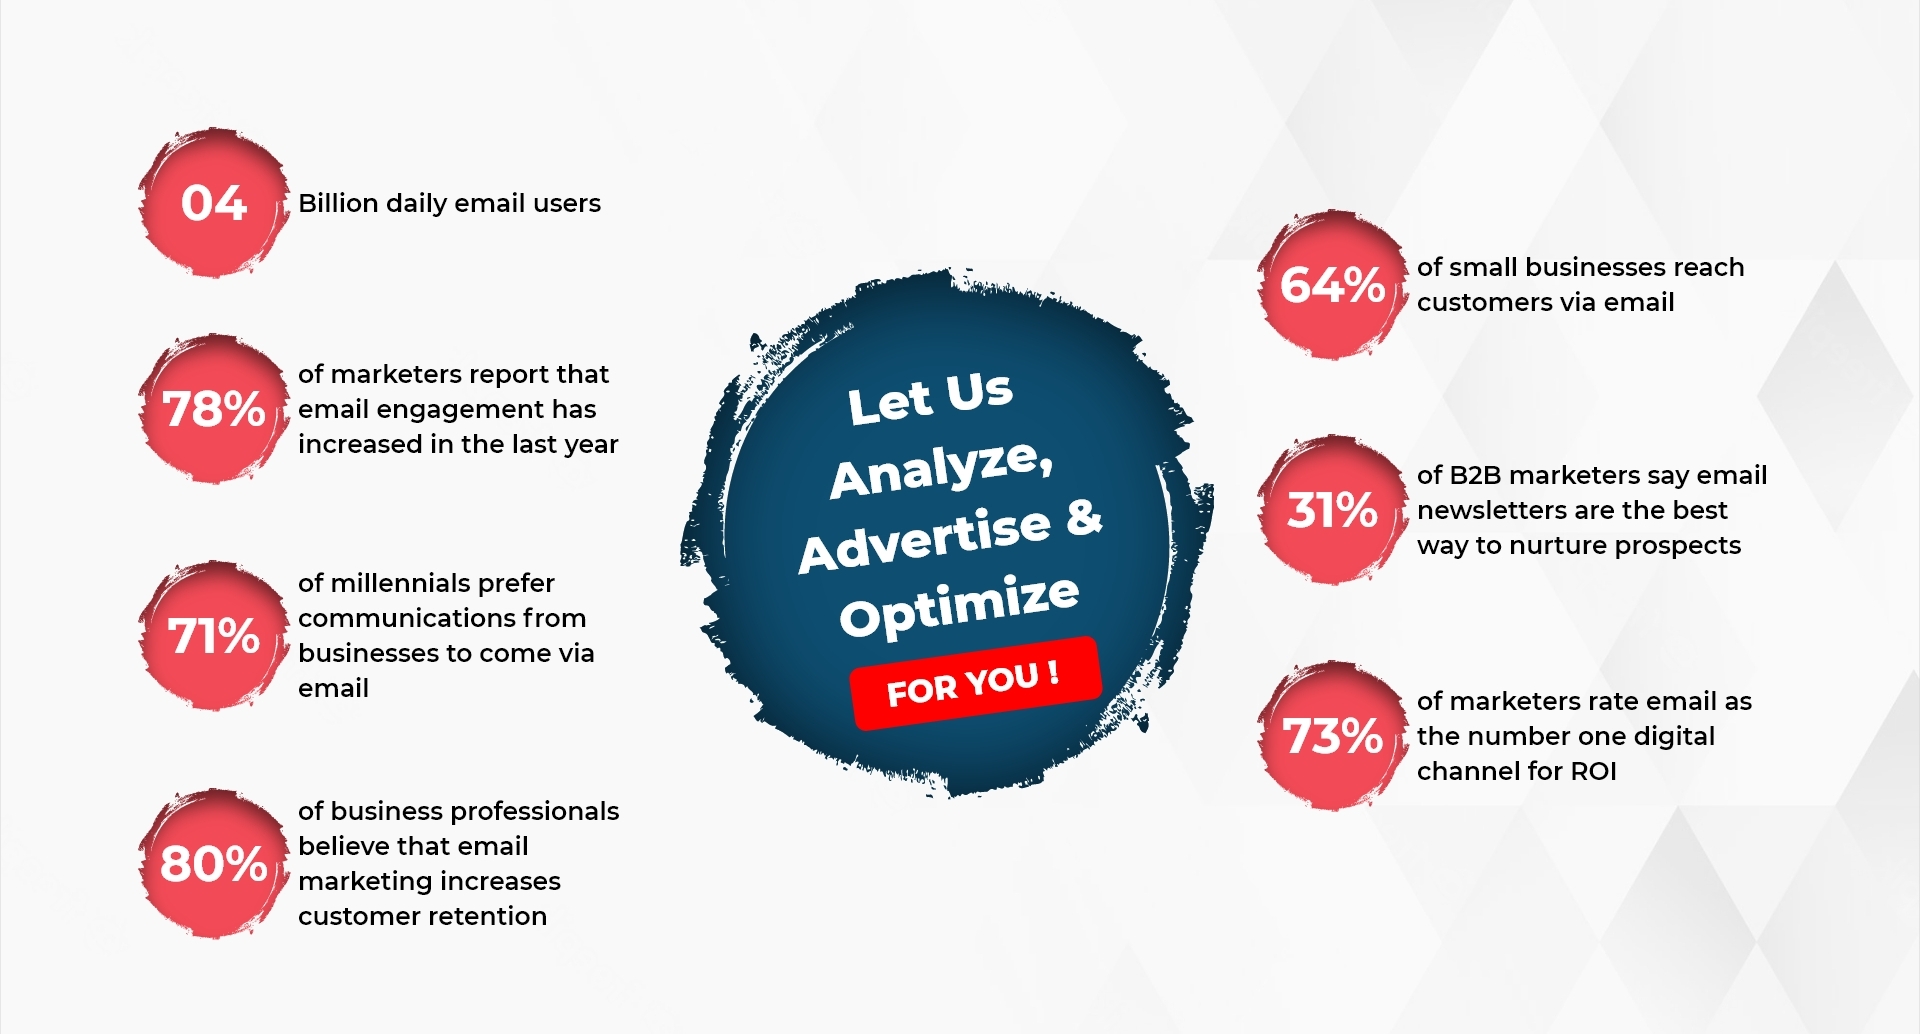 04
Billion daily email users
78%
of marketers report that
email engagement has
increased in the last year
71%
of millennials prefer
communications from
businesses to come via
email
80%
of business professionals
believe that email
marketing increases
customer retention
Let Us
Analyze,
Advertise &
Optimize
FOR YOU !
64%
of small businesses reach
customers via email
31%
of B2B marketers say email
newsletters are the best
way to nurture prospects
73%
of marketers rate email as
the number one digital
channel for ROI